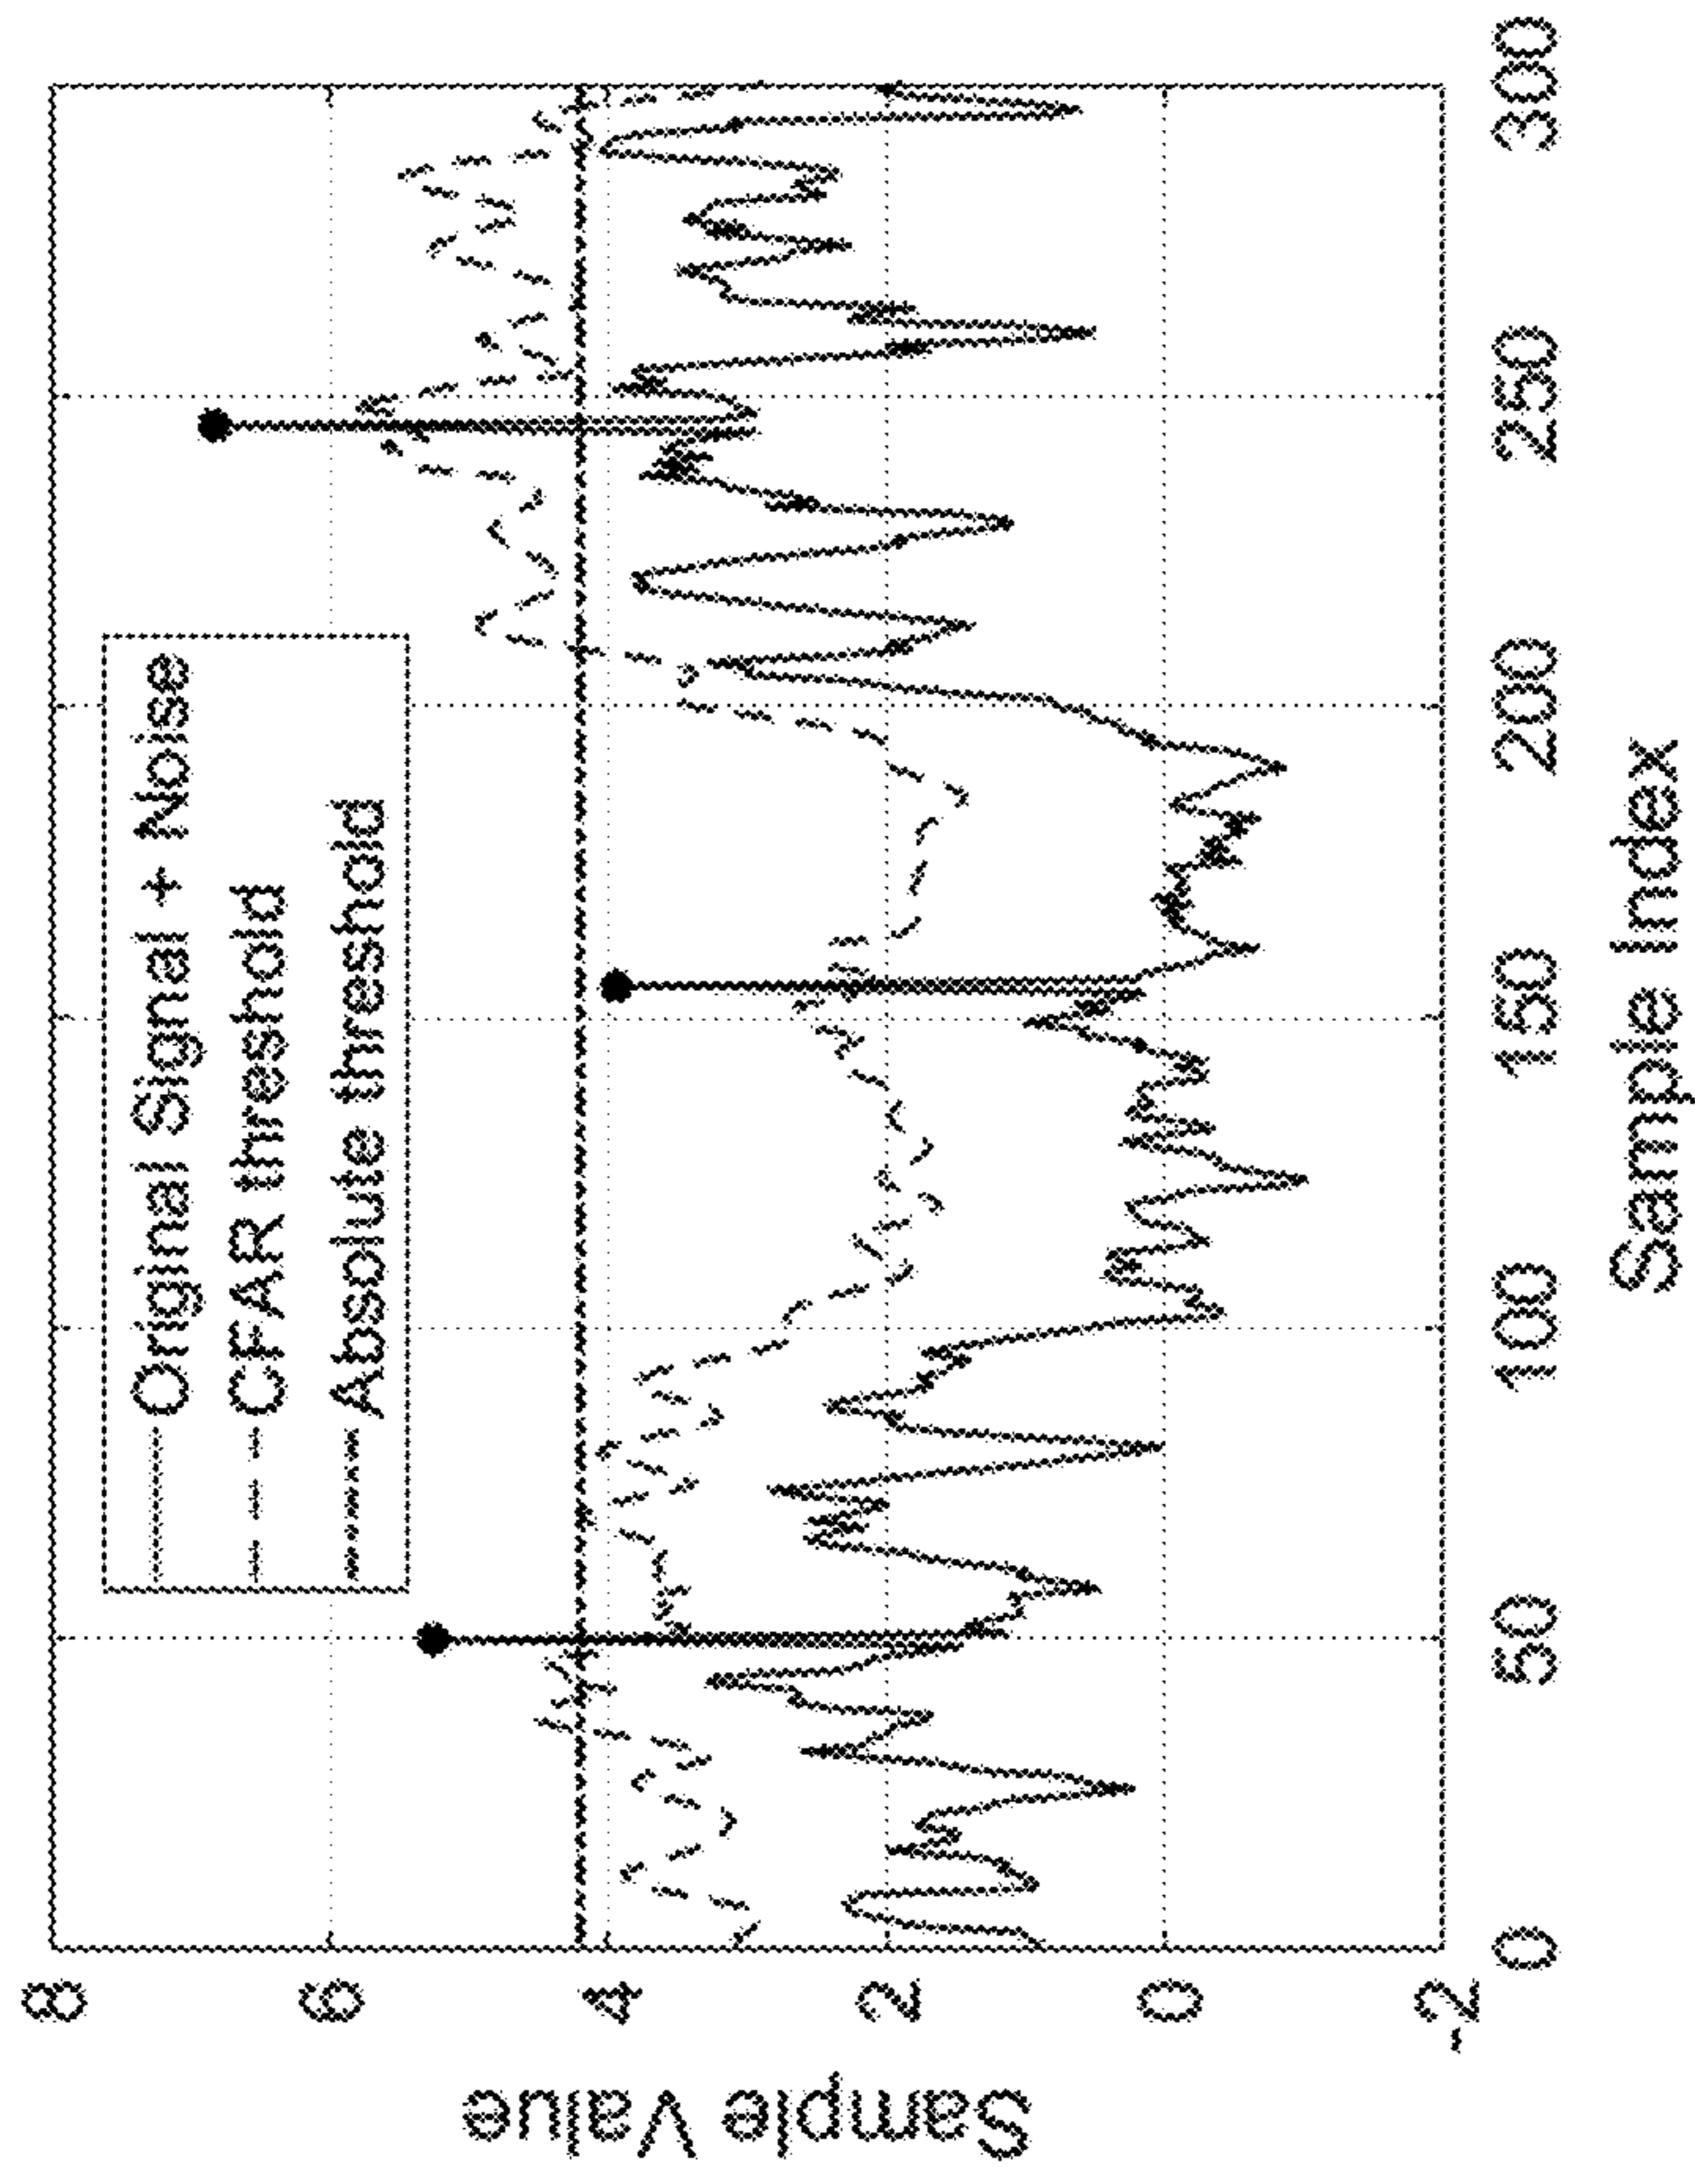 Original Signal + Noise
CFAR threshold
Absolute threshold
8
6
4
2
0
-2
Sample Value
0
50
100
150
200
250
300
Sample Index